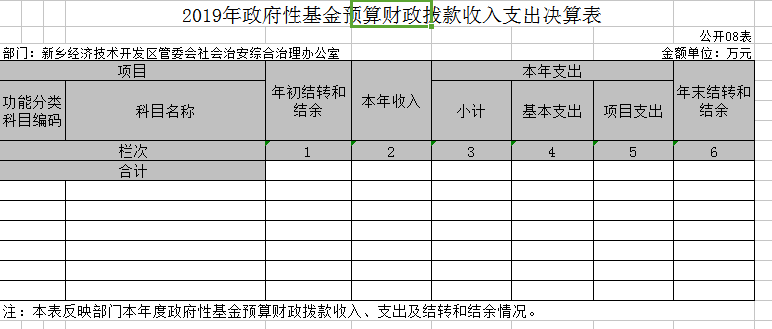 2019年政府性基金预算财政拨款收入支出决算表
公开08表
部门：新乡经济技术开发区管委会社会治安综合治理办公室 金额单位：万元
项目 年初结转和结余 本年收入 本年支出 年末结转和结余
功能分类科目编码 科目名称 小计 基本支出 项目支出
栏次 1 2 3 4 5 6
合计
注：本表反映部门本年度政府性基金预算财政拨款收入、支出及结转和结余情况。